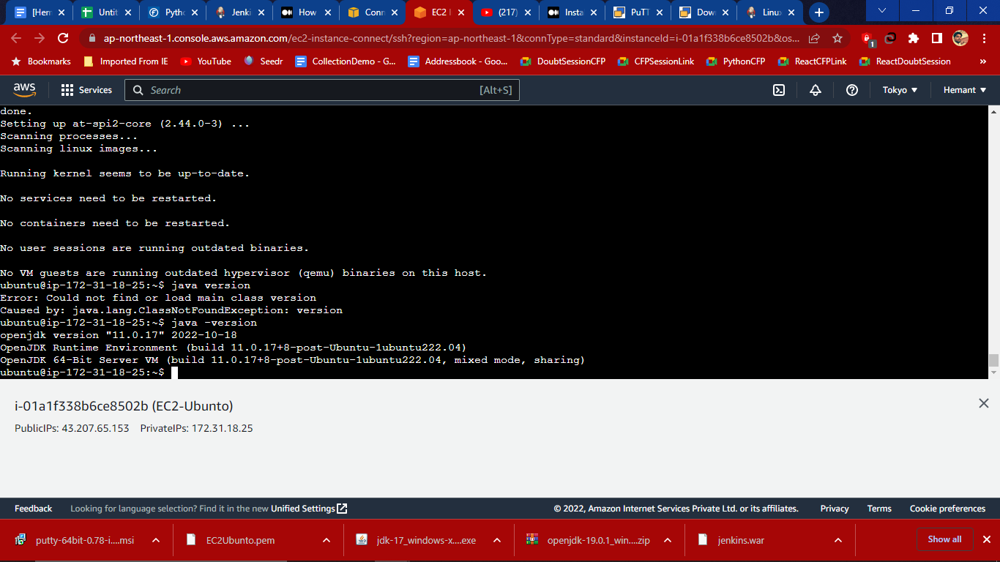 [Hem
Untit
Pytho
Jenki
How
Conn
EC2 I
(217)
Insta
PuTT
Dow
Linu
ap-northeast-1.console.aws.amazon.com/ec2-instance-connect/ssh?region=ap-northeast-1&connType=standard&instanceId=i-01a1f338b6ce8502b&os...
1
Bookmarks
Imported From IE
YouTube
Seedr
CollectionDemo - G...
Addressbook - Goo...
DoubtSessionCFP
CFPSessionLink
PythonCFP
ReactCFPLink
ReactDoubtSession
»
aws
Services
Search
[Alt+S]
Tokyo
Hemant
done.
Setting up at-spi2-core (2.44.0-3) ...
Scanning processes...
Scanning linux images...
Running kernel seems to be up-to-date.
No services need to be restarted.
No containers need to be restarted.
No user sessions are running outdated binaries.
No VM guests are running outdated hypervisor (qemu) binaries on this host.
ubuntu@ip-172-31-18-25:~$ java version
Error: Could not find or load main class version
Caused by: java.lang.ClassNotFoundException: version
ubuntu@ip-172-31-18-25:~$ java -version
openjdk version "11.0.17" 2022-10-18
OpenJDK Runtime Environment (build 11.0.17+8-post-Ubuntu-1ubuntu222.04)
OpenJDK 64-Bit Server VM (build 11.0.17+8-post-Ubuntu-1ubuntu222.04, mixed mode, sharing)
ubuntu@ip-172-31-18-25:~$
i-01a1f338b6ce8502b (EC2-Ubunto)
PublicIPs: 43.207.65.153 PrivateIPs: 172.31.18.25
Feedback
Looking for language selection? Find it in the new Unified Settings
© 2022, Amazon Internet Services Private Ltd. or its affiliates.
Privacy
Terms
Cookie preferences
putty-64bit-0.78-i....msi
EC2Ubunto.pem
jdk-17_windows-x....exe
openjdk-19.0.1_win....zip
jenkins.war
Show all